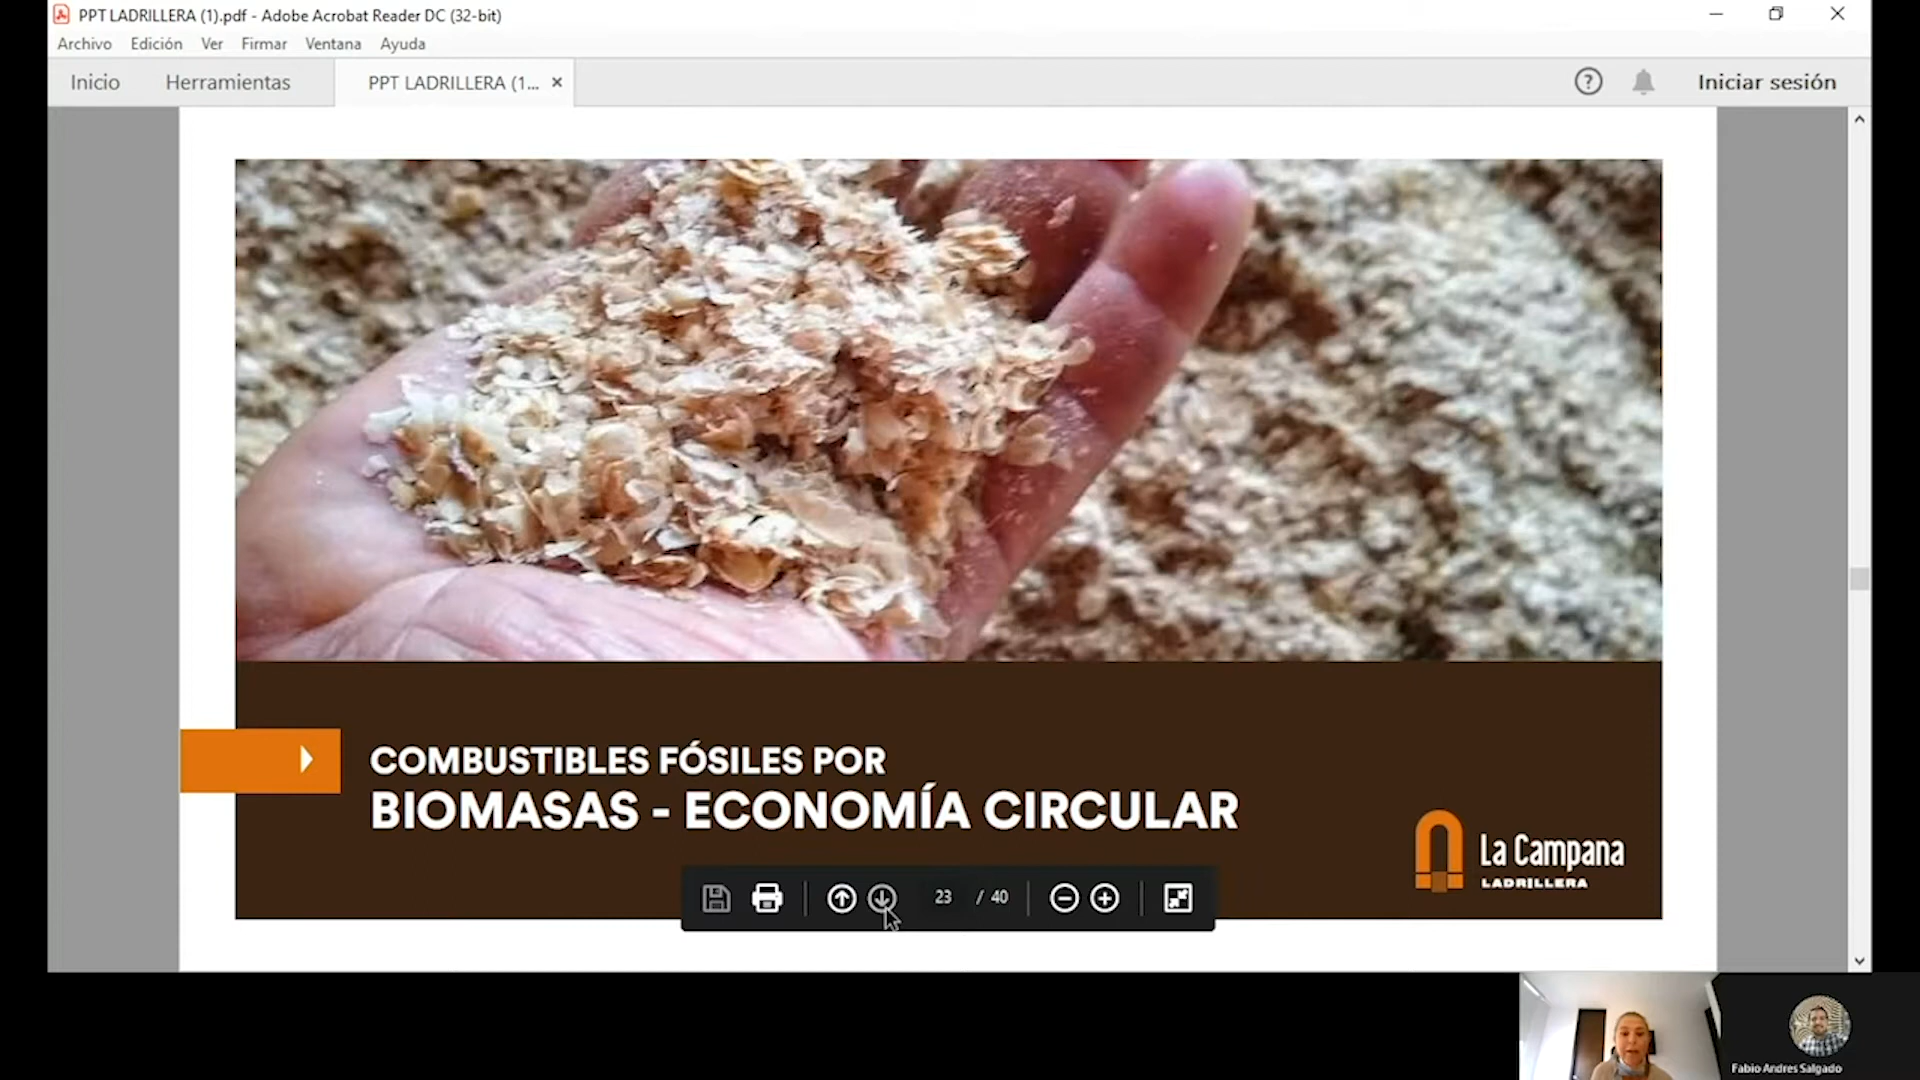 PPT LADRILLERA (1).pdf - Adobe Acrobat Reader DC (32-bit)
Archivo Edición Ver Firmar Ventana Ayuda
Inicio Herramientas PPT LADRILLERA (1... Iniciar sesión
COMBUSTIBLES FÓSILES POR
BIOMASAS - ECONOMÍA CIRCULAR
La Campana
LADRILLERA
23 / 40
Fabio Andres Salgado